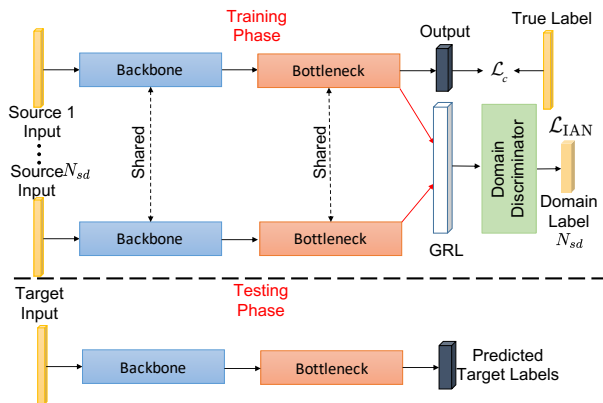 Training
Phase
Output
True Label
Backbone
Bottleneck
ℒ_c
Source 1
Input
Shared
Shared
ℒ_IAN
Source N_sd
Input
Domain
Discriminator
Backbone
Bottleneck
GRL
Domain
Label
N_sd
Target
Input
Testing
Phase
Backbone
Bottleneck
Predicted
Target Labels